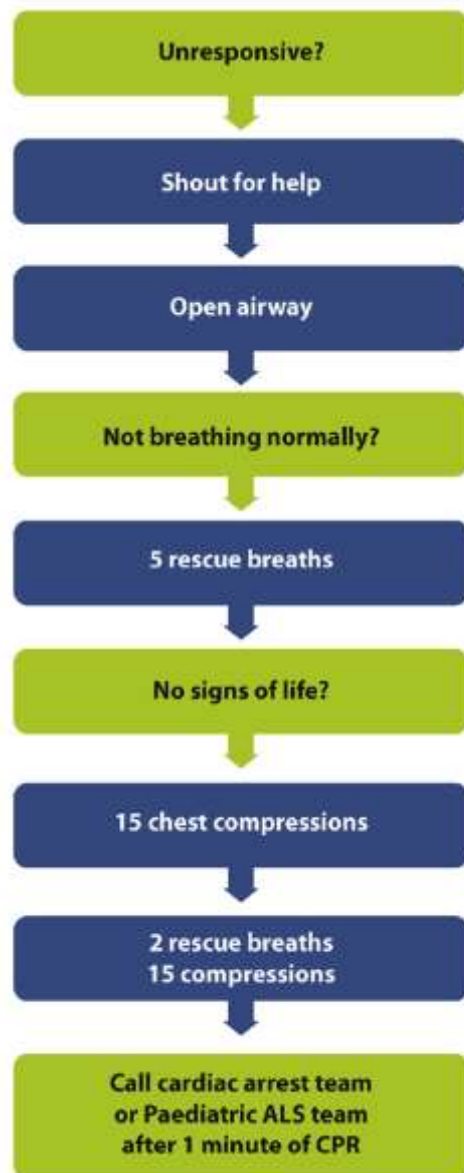 Unresponsive?
Shout for help
Open airway
Not breathing normally?
5 rescue breaths
No signs of life?
15 chest compressions
2 rescue breaths
15 compressions
Call cardiac arrest team
or Paediatric ALS team
after 1 minute of CPR